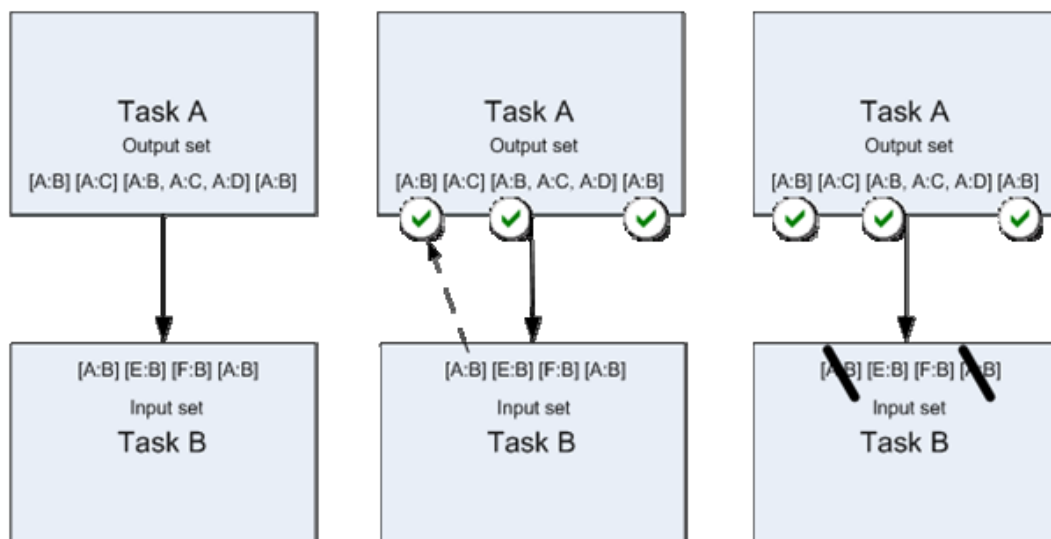 Task A
Output set
[A:B] [A:C] [A:B, A:C, A:D] [A:B]
[A:B] [E:B] [F:B] [A:B]
Input set
Task B
Task A
Output set
[A:B] [A:C] [A:B, A:C, A:D] [A:B]
[A:B] [E:B] [F:B] [A:B]
Input set
Task B
Task A
Output set
[A:B] [A:C] [A:B, A:C, A:D] [A:B]
[A:B] [E:B] [F:B] [A:B]
Input set
Task B